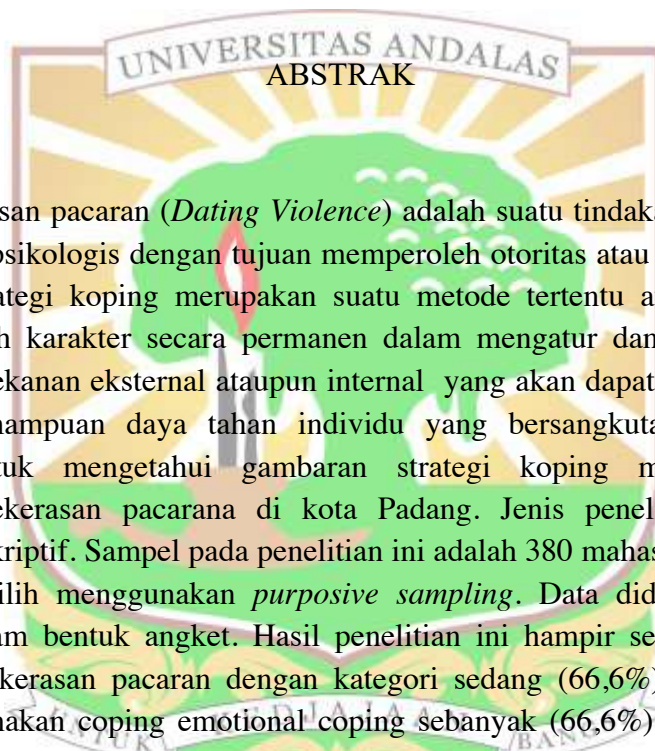 UNIVERSITAS ANDALAS
ABSTRAK
san pacaran (Dating Violence) adalah suatu tindaka
psikologis dengan tujuan memperoleh otoritas atau
ategi koping merupakan suatu metode tertentu a
h karakter secara permanen dalam mengatur dan
ekanan eksternal ataupun internal yang akan dapat
nampuan daya tahan individu yang bersangkuta
tuk mengetahui gambaran strategi koping m
ekerasan pacarana di kota Padang. Jenis penel
kriptif. Sampel pada penelitian ini adalah 380 mahas
ilih menggunakan purposive sampling. Data did
am bentuk angket. Hasil penelitian ini hampir se
kerasan pacaran dengan kategori sedang (66,6%)
nakan coping emotional coping sebanyak (66,6%)
UNTUK KEDJAJAAN BANGSA